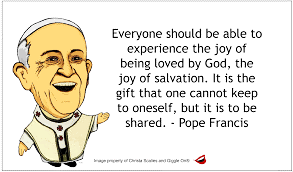 Everyone should be able to
experience the joy of
being loved by God, the
joy of salvation. It is the
gift that one cannot keep
to oneself, but it is to be
shared. - Pope Francis
Image property of Christa Scalies and Giggle On®